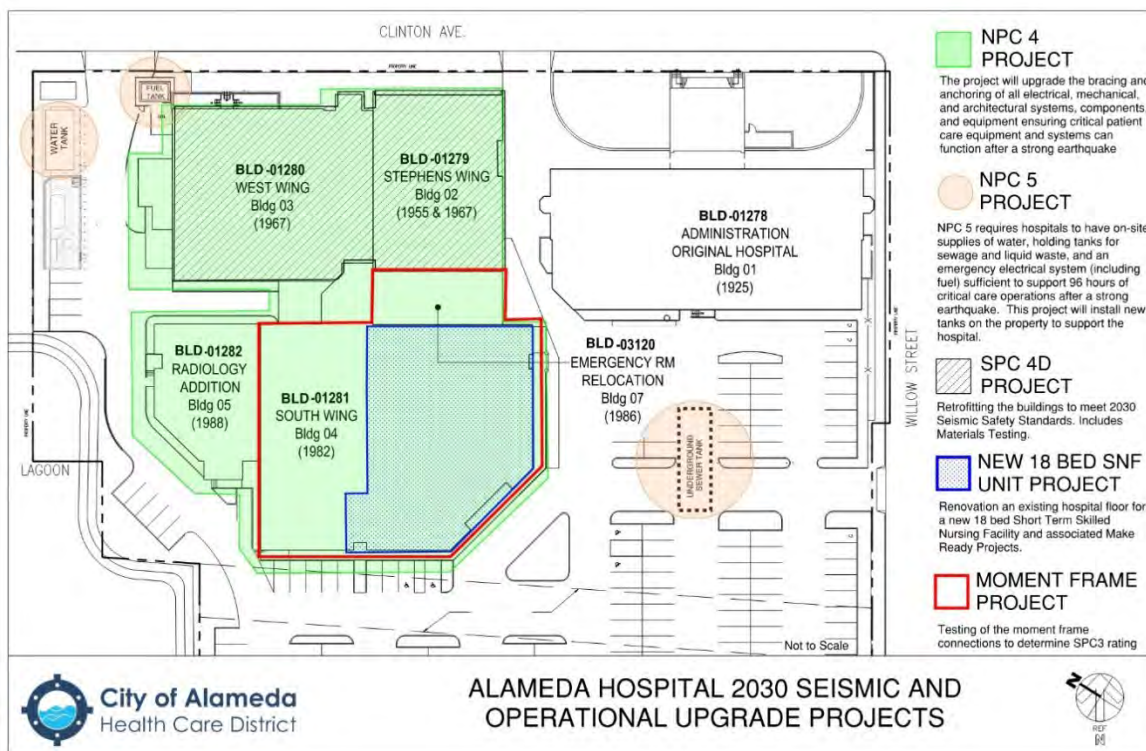 CLINTON AVE.
PROPERTY LINE
FUEL
TANK
WATER
TANK
BLD-01280
WEST WING
Bldg 03
(1967)
BLD-01279
STEPHENS WING
Bldg 02
(1955 & 1967)
BLD-01278
ADMINISTRATION
ORIGINAL HOSPITAL
Bldg 01
(1925)
PROPERTY LINE
WILLOW STREET
BLD-01282
RADIOLOGY
ADDITION
Bldg 05
(1988)
BLD-01281
SOUTH WING
Bldg 04
(1982)
BLD-03120
EMERGENCY RM
RELOCATION
Bldg 07
(1986)
UNDERGROUND
SEWER TANK
PROPERTY LINE
LAGOON
Not to Scale
NPC 4
PROJECT
The project will upgrade the bracing and
anchoring of all electrical, mechanical,
and architectural systems, components
and equipment ensuring critical patient
care equipment and systems can
function after a strong earthquake
NPC 5
PROJECT
NPC 5 requires hospitals to have on-site
supplies of water, holding tanks for
sewage and liquid waste, and an
emergency electrical system (including
fuel) sufficient to support 96 hours of
critical care operations after a strong
earthquake. This project will install new
tanks on the property to support the
hospital.
SPC 4D
PROJECT
Retrofitting the buildings to meet 2030
Seismic Safety Standards. Includes
Materials Testing.
NEW 18 BED SNF
UNIT PROJECT
Renovation an existing hospital floor for
a new 18 bed Short Term Skilled
Nursing Facility and associated Make
Ready Projects.
MOMENT FRAME
PROJECT
Testing of the moment frame
connections to determine SPC3 rating
City of Alameda
Health Care District
ALAMEDA HOSPITAL 2030 SEISMIC AND
OPERATIONAL UPGRADE PROJECTS
N
REF
N